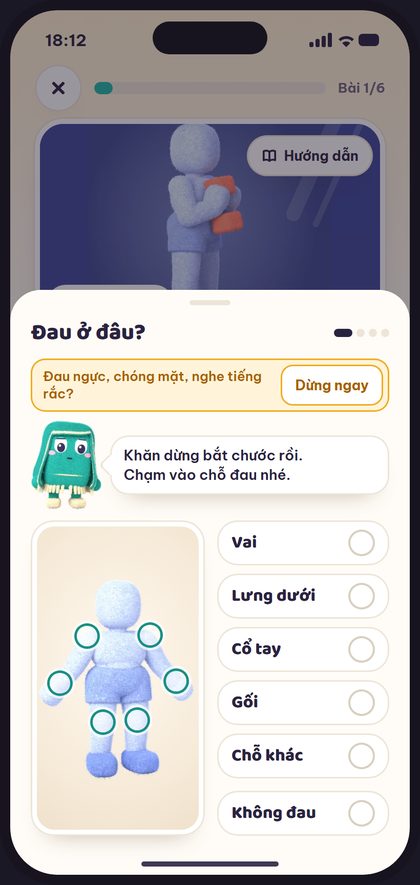 18:12
Bài 1/6
Hướng dẫn
Đau ở đâu?
Đau ngực, chóng mặt, nghe tiếng
rắc?
Dừng ngay
Khăn dừng bắt chước rồi.
Chạm vào chỗ đau nhé.
Vai
Lưng dưới
Cổ tay
Gối
Chỗ khác
Không đau